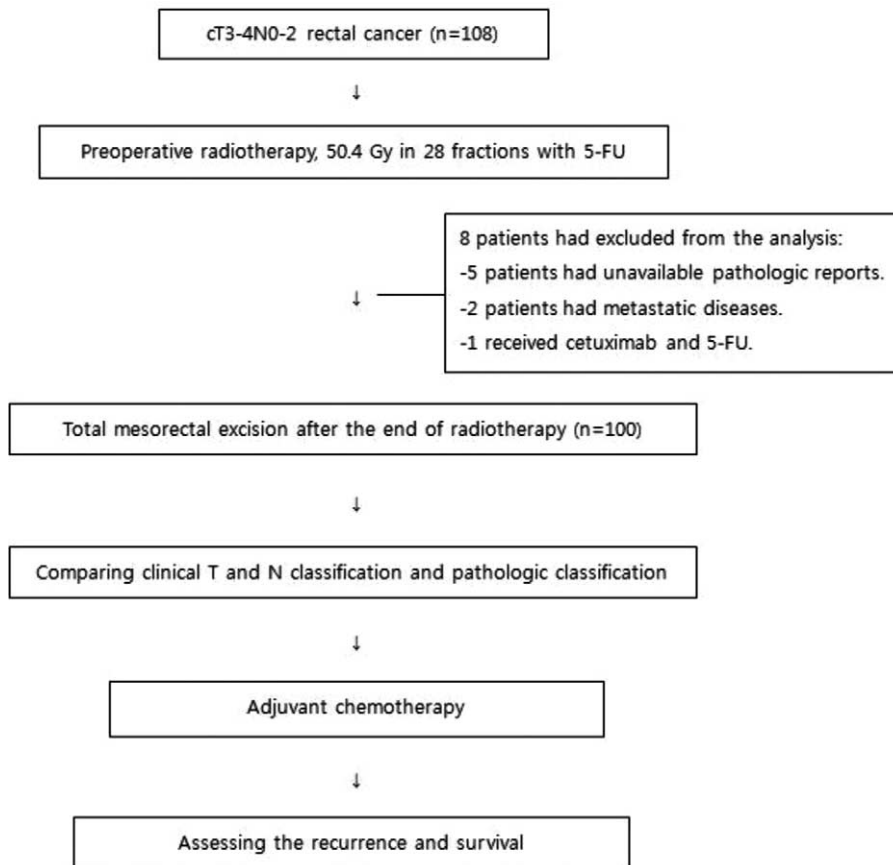 cT3-4N0-2 rectal cancer (n=108)
↓
Preoperative radiotherapy, 50.4 Gy in 28 fractions with 5-FU
8 patients had excluded from the analysis:
-5 patients had unavailable pathologic reports.
-2 patients had metastatic diseases.
-1 received cetuximab and 5-FU.
↓
Total mesorectal excision after the end of radiotherapy (n=100)
↓
Comparing clinical T and N classification and pathologic classification
↓
Adjuvant chemotherapy
↓
Assessing the recurrence and survival